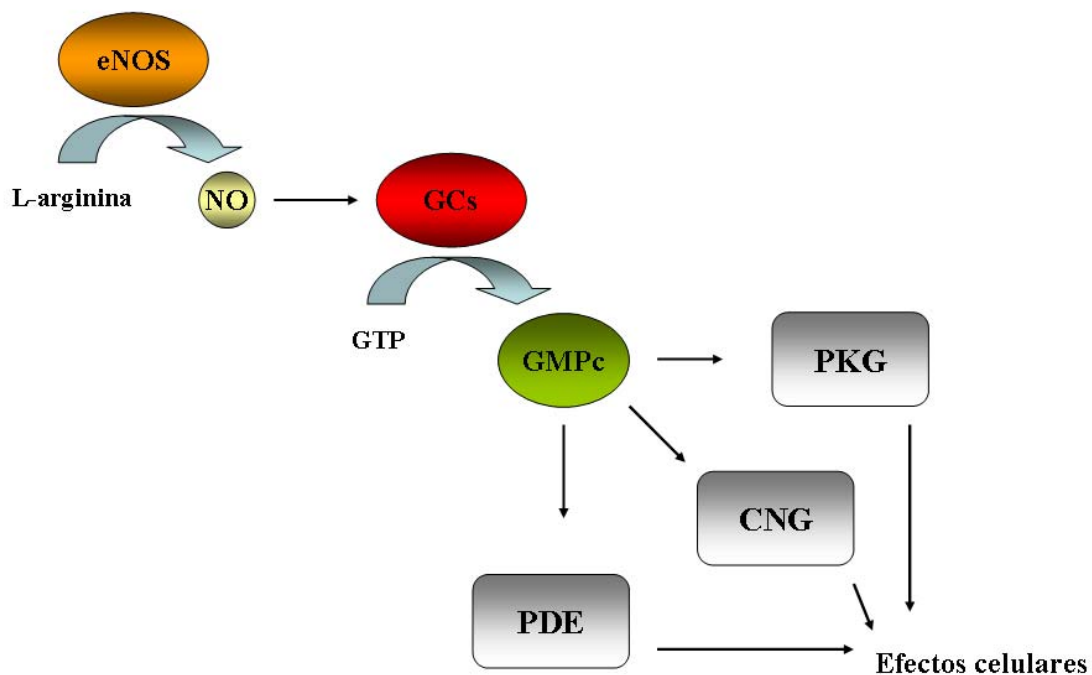 eNOS
L-arginina
NO
GCs
GTP
GMPc
PKG
CNG
PDE
Efectos celulares